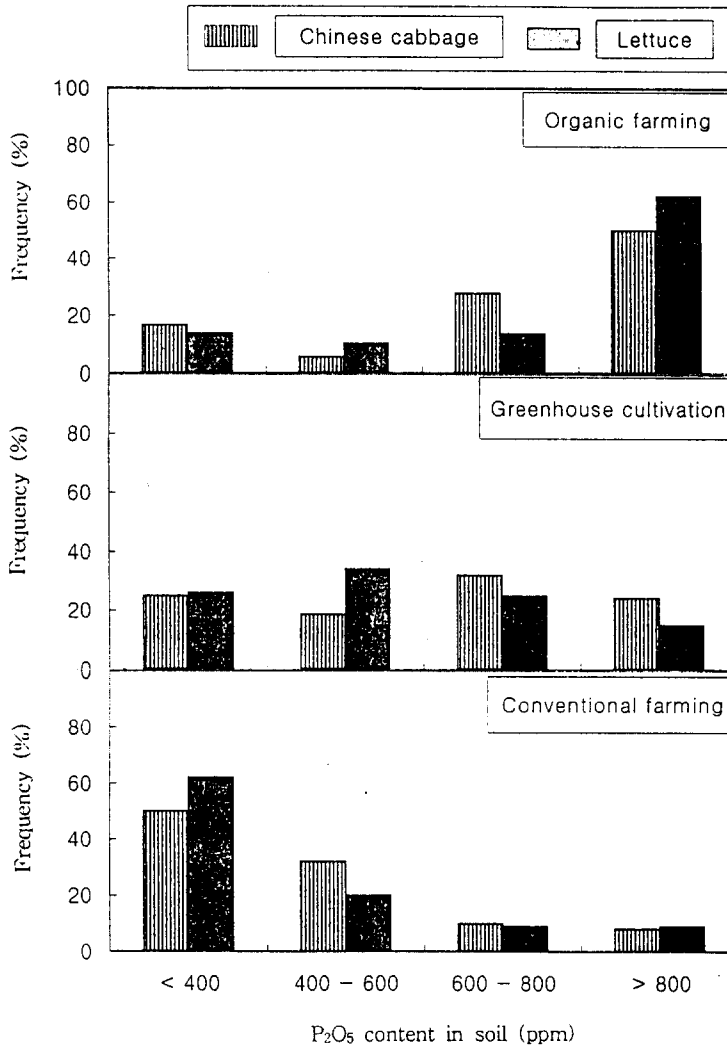 Chinese cabbage Lettuce
Organic farming
Frequency (%)
100
80
60
40
20
0
Greenhouse cultivation
Frequency (%)
80
60
40
20
0
Conventional farming
Frequency (%)
80
60
40
20
0
< 400 400 – 600 600 – 800 > 800
P₂O₅ content in soil (ppm)